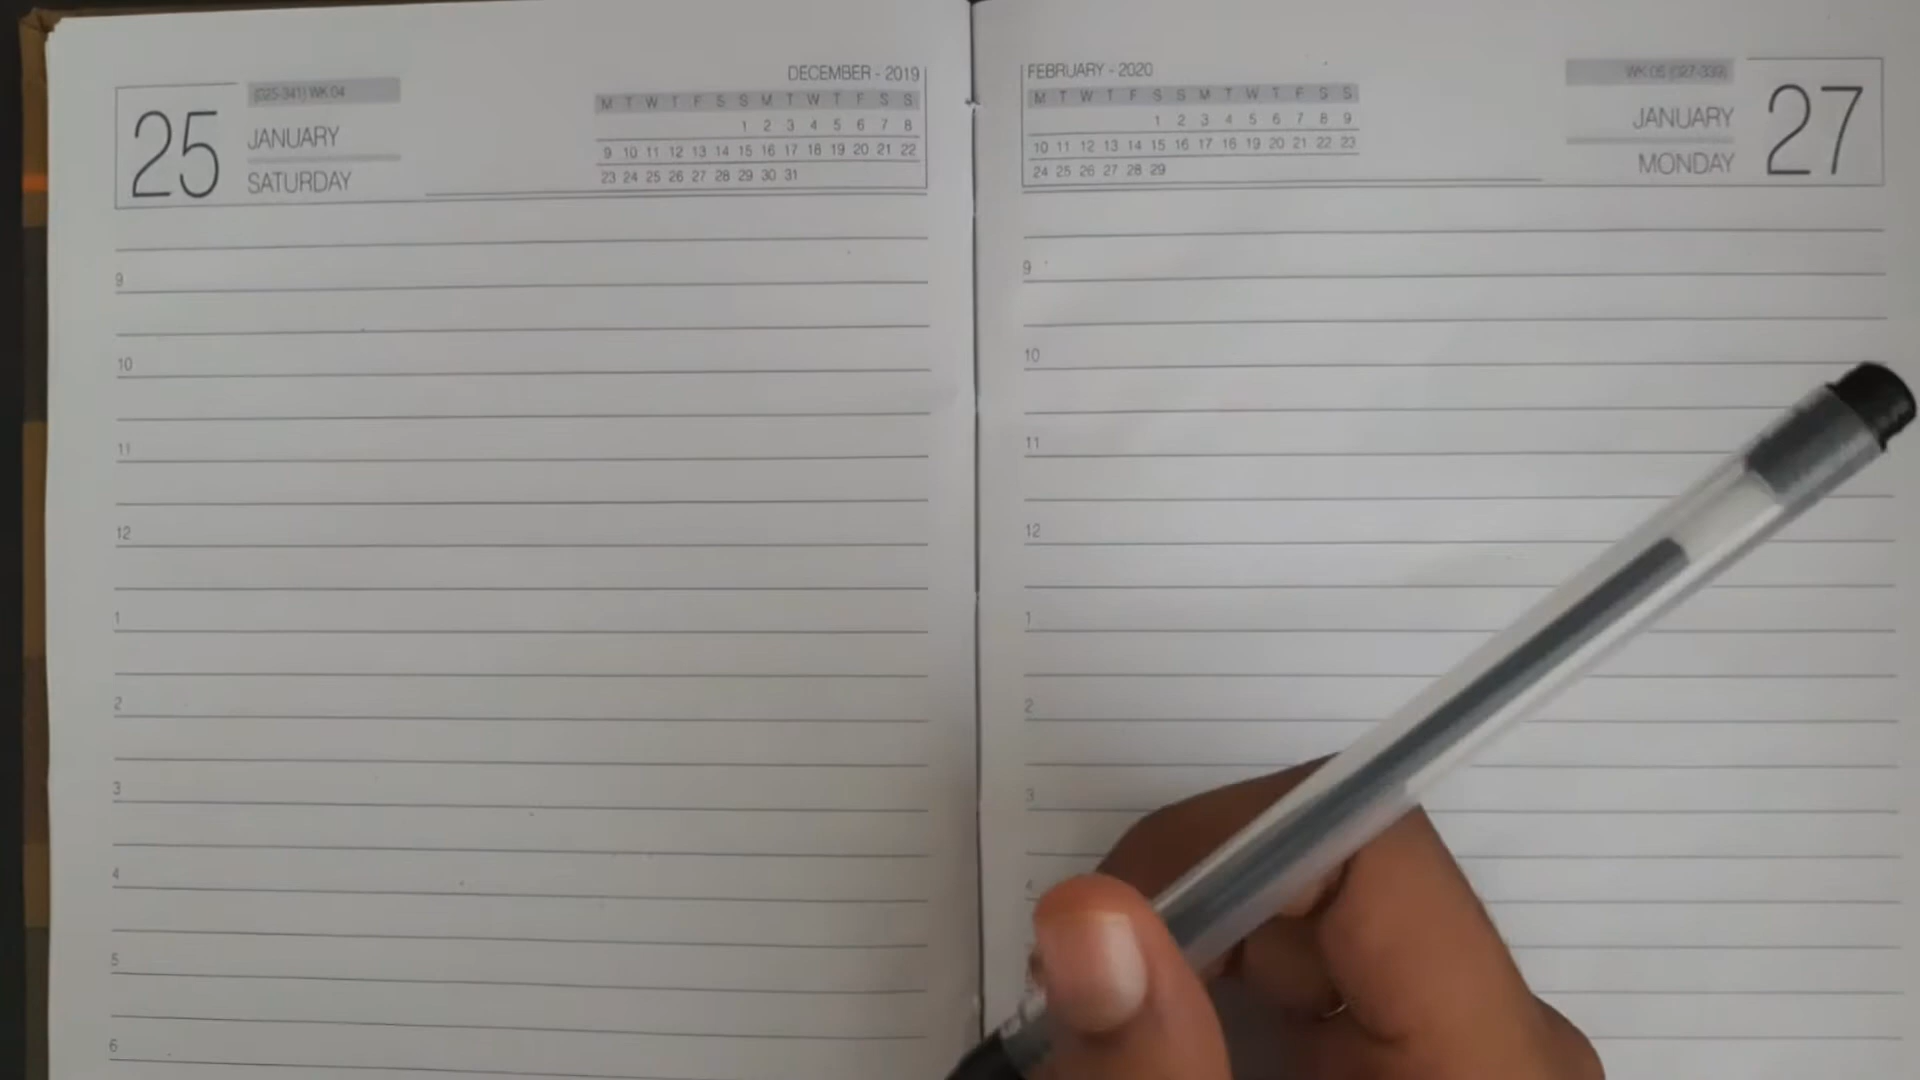 25
(025-341) WK 04
JANUARY
SATURDAY
DECEMBER - 2019
M T W T F S S M T W T F S S
1 2 3 4 5 6 7 8
9 10 11 12 13 14 15 16 17 18 19 20 21 22
23 24 25 26 27 28 29 30 31
9
10
11
12
1
2
3
4
5
6
FEBRUARY - 2020
M T W T F S S M T W T F S S
1 2 3 4 5 6 7 8 9
10 11 12 13 14 15 16 17 18 19 20 21 22 23
24 25 26 27 28 29
WK 05 (027-339)
JANUARY
MONDAY
27
9
10
11
12
1
2
3
4